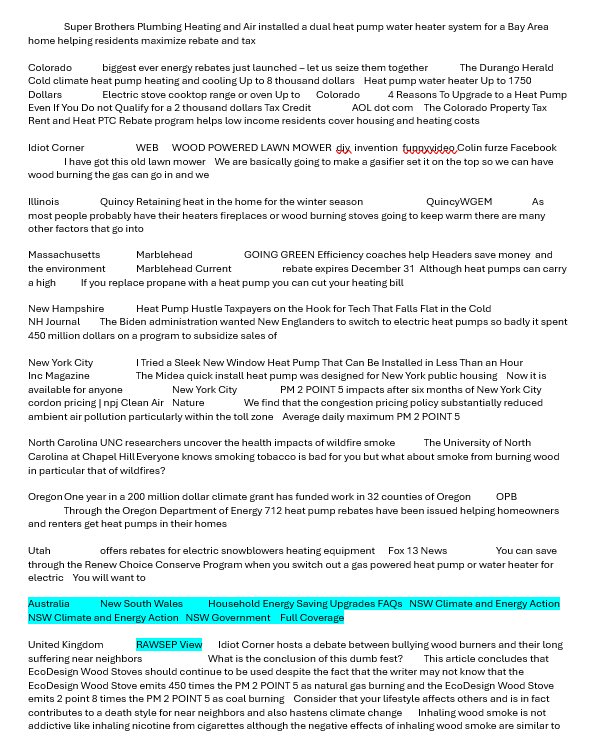 Super Brothers Plumbing Heating and Air installed a dual heat pump water heater system for a Bay Area
home helping residents maximize rebate and tax
Colorado biggest ever energy rebates just launched – let us seize them together The Durango Herald
Cold climate heat pump heating and cooling Up to 8 thousand dollars Heat pump water heater Up to 1750
Dollars Electric stove cooktop range or oven Up to Colorado 4 Reasons To Upgrade to a Heat Pump
Even If You Do not Qualify for a 2 thousand dollars Tax Credit AOL dot com The Colorado Property Tax
Rent and Heat PTC Rebate program helps low income residents cover housing and heating costs
Idiot Corner WEB WOOD POWERED LAWN MOWER diy invention funnyvideo Colin furze Facebook
I have got this old lawn mower We are basically going to make a gasifier set it on the top so we can have
wood burning the gas can go in and we
Illinois Quincy Retaining heat in the home for the winter season QuincyWGEM As
most people probably have their heaters fireplaces or wood burning stoves going to keep warm there are many
other factors that go into
Massachusetts Marblehead GOING GREEN Efficiency coaches help Headers save money and
the environment Marblehead Current rebate expires December 31 Although heat pumps can carry
a high If you replace propane with a heat pump you can cut your heating bill
New Hampshire Heat Pump Hustle Taxpayers on the Hook for Tech That Falls Flat in the Cold
NH Journal The Biden administration wanted New Englanders to switch to electric heat pumps so badly it spent
450 million dollars on a program to subsidize sales of
New York City I Tried a Sleek New Window Heat Pump That Can Be Installed in Less Than an Hour
Inc Magazine The Midea quick install heat pump was designed for New York public housing Now it is
available for anyone New York City PM 2 POINT 5 impacts after six months of New York City
cordon pricing | npj Clean Air Nature We find that the congestion pricing policy substantially reduced
ambient air pollution particularly within the toll zone Average daily maximum PM 2 POINT 5
North Carolina UNC researchers uncover the health impacts of wildfire smoke The University of North
Carolina at Chapel Hill Everyone knows smoking tobacco is bad for you but what about smoke from burning wood
in particular that of wildfires?
Oregon One year in a 200 million dollar climate grant has funded work in 32 counties of Oregon OPB
Through the Oregon Department of Energy 712 heat pump rebates have been issued helping homeowners
and renters get heat pumps in their homes
Utah offers rebates for electric snowblowers heating equipment Fox 13 News You can save
through the Renew Choice Conserve Program when you switch out a gas powered heat pump or water heater for
electric You will want to
Australia New South Wales Household Energy Saving Upgrades FAQs NSW Climate and Energy Action
NSW Climate and Energy Action NSW Government Full Coverage
United Kingdom RAWSEP View Idiot Corner hosts a debate between bullying wood burners and their long
suffering near neighbors What is the conclusion of this dumb fest? This article concludes that
EcoDesign Wood Stoves should continue to be used despite the fact that the writer may not know that the
EcoDesign Wood Stove emits 450 times the PM 2 POINT 5 as natural gas burning and the EcoDesign Wood Stove
emits 2 point 8 times the PM 2 POINT 5 as coal burning Consider that your lifestyle affects others and is in fact
contributes to a death style for near neighbors and also hastens climate change Inhaling wood smoke is not
addictive like inhaling nicotine from cigarettes although the negative effects of inhaling wood smoke are similar to